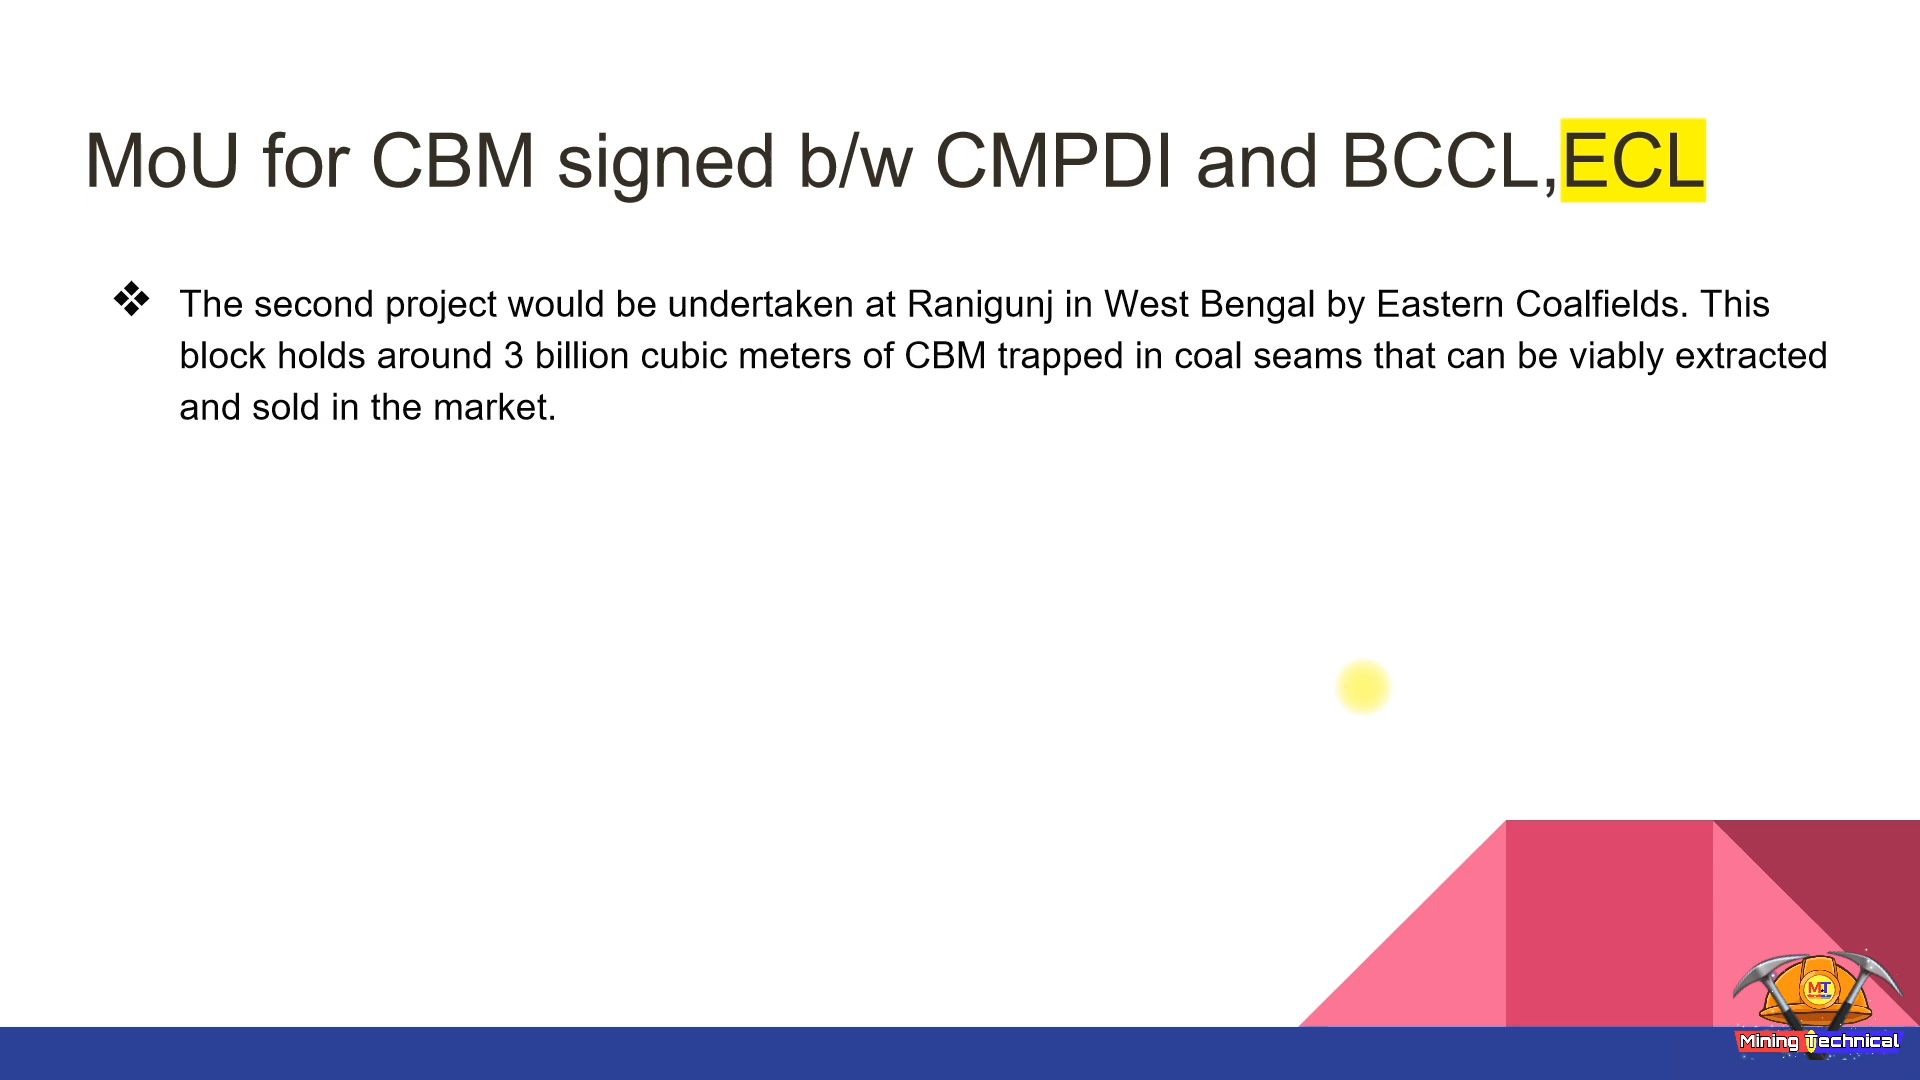 MoU for CBM signed b/w CMPDI and BCCL,ECL
❖ The second project would be undertaken at Ranigunj in West Bengal by Eastern Coalfields. This
block holds around 3 billion cubic meters of CBM trapped in coal seams that can be viably extracted
and sold in the market.
MT
Mining Technical